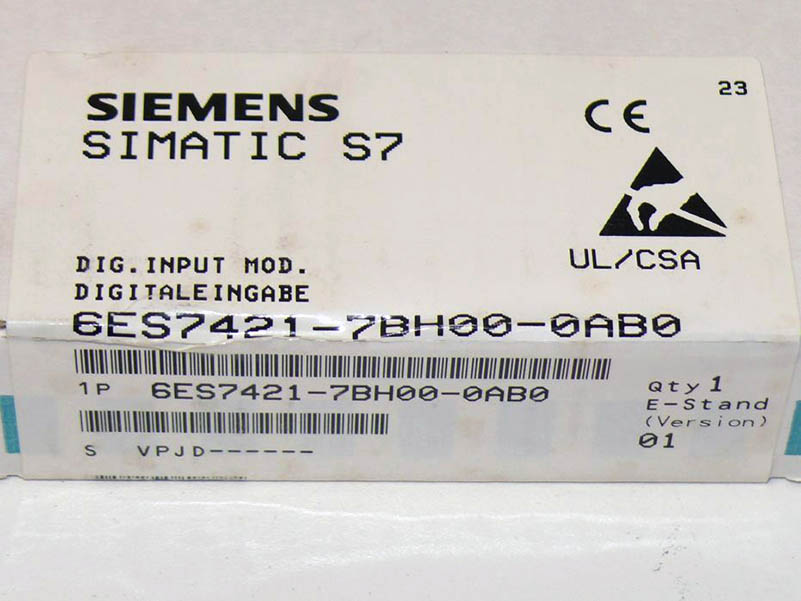 23
SIEMENS
SIMATIC S7
CE
UL/CSA
DIG.INPUT MOD.
DIGITALEINGABE
6ES7421-7BH00-0AB0
1P 6ES7421-7BH00-0AB0
Qty 1
E-Stand
(Version)
01
S VPJD------